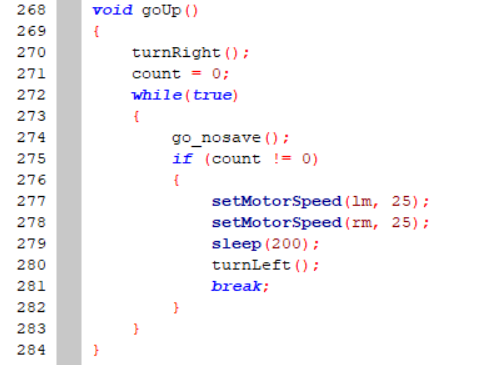 268 void goUp()
269 {
270 turnRight();
271 count = 0;
272 while(true)
273 {
274 go_nosave();
275 if (count != 0)
276 {
277 setMotorSpeed(lm, 25);
278 setMotorSpeed(rm, 25);
279 sleep(200);
280 turnLeft();
281 break;
282 }
283 }
284 }